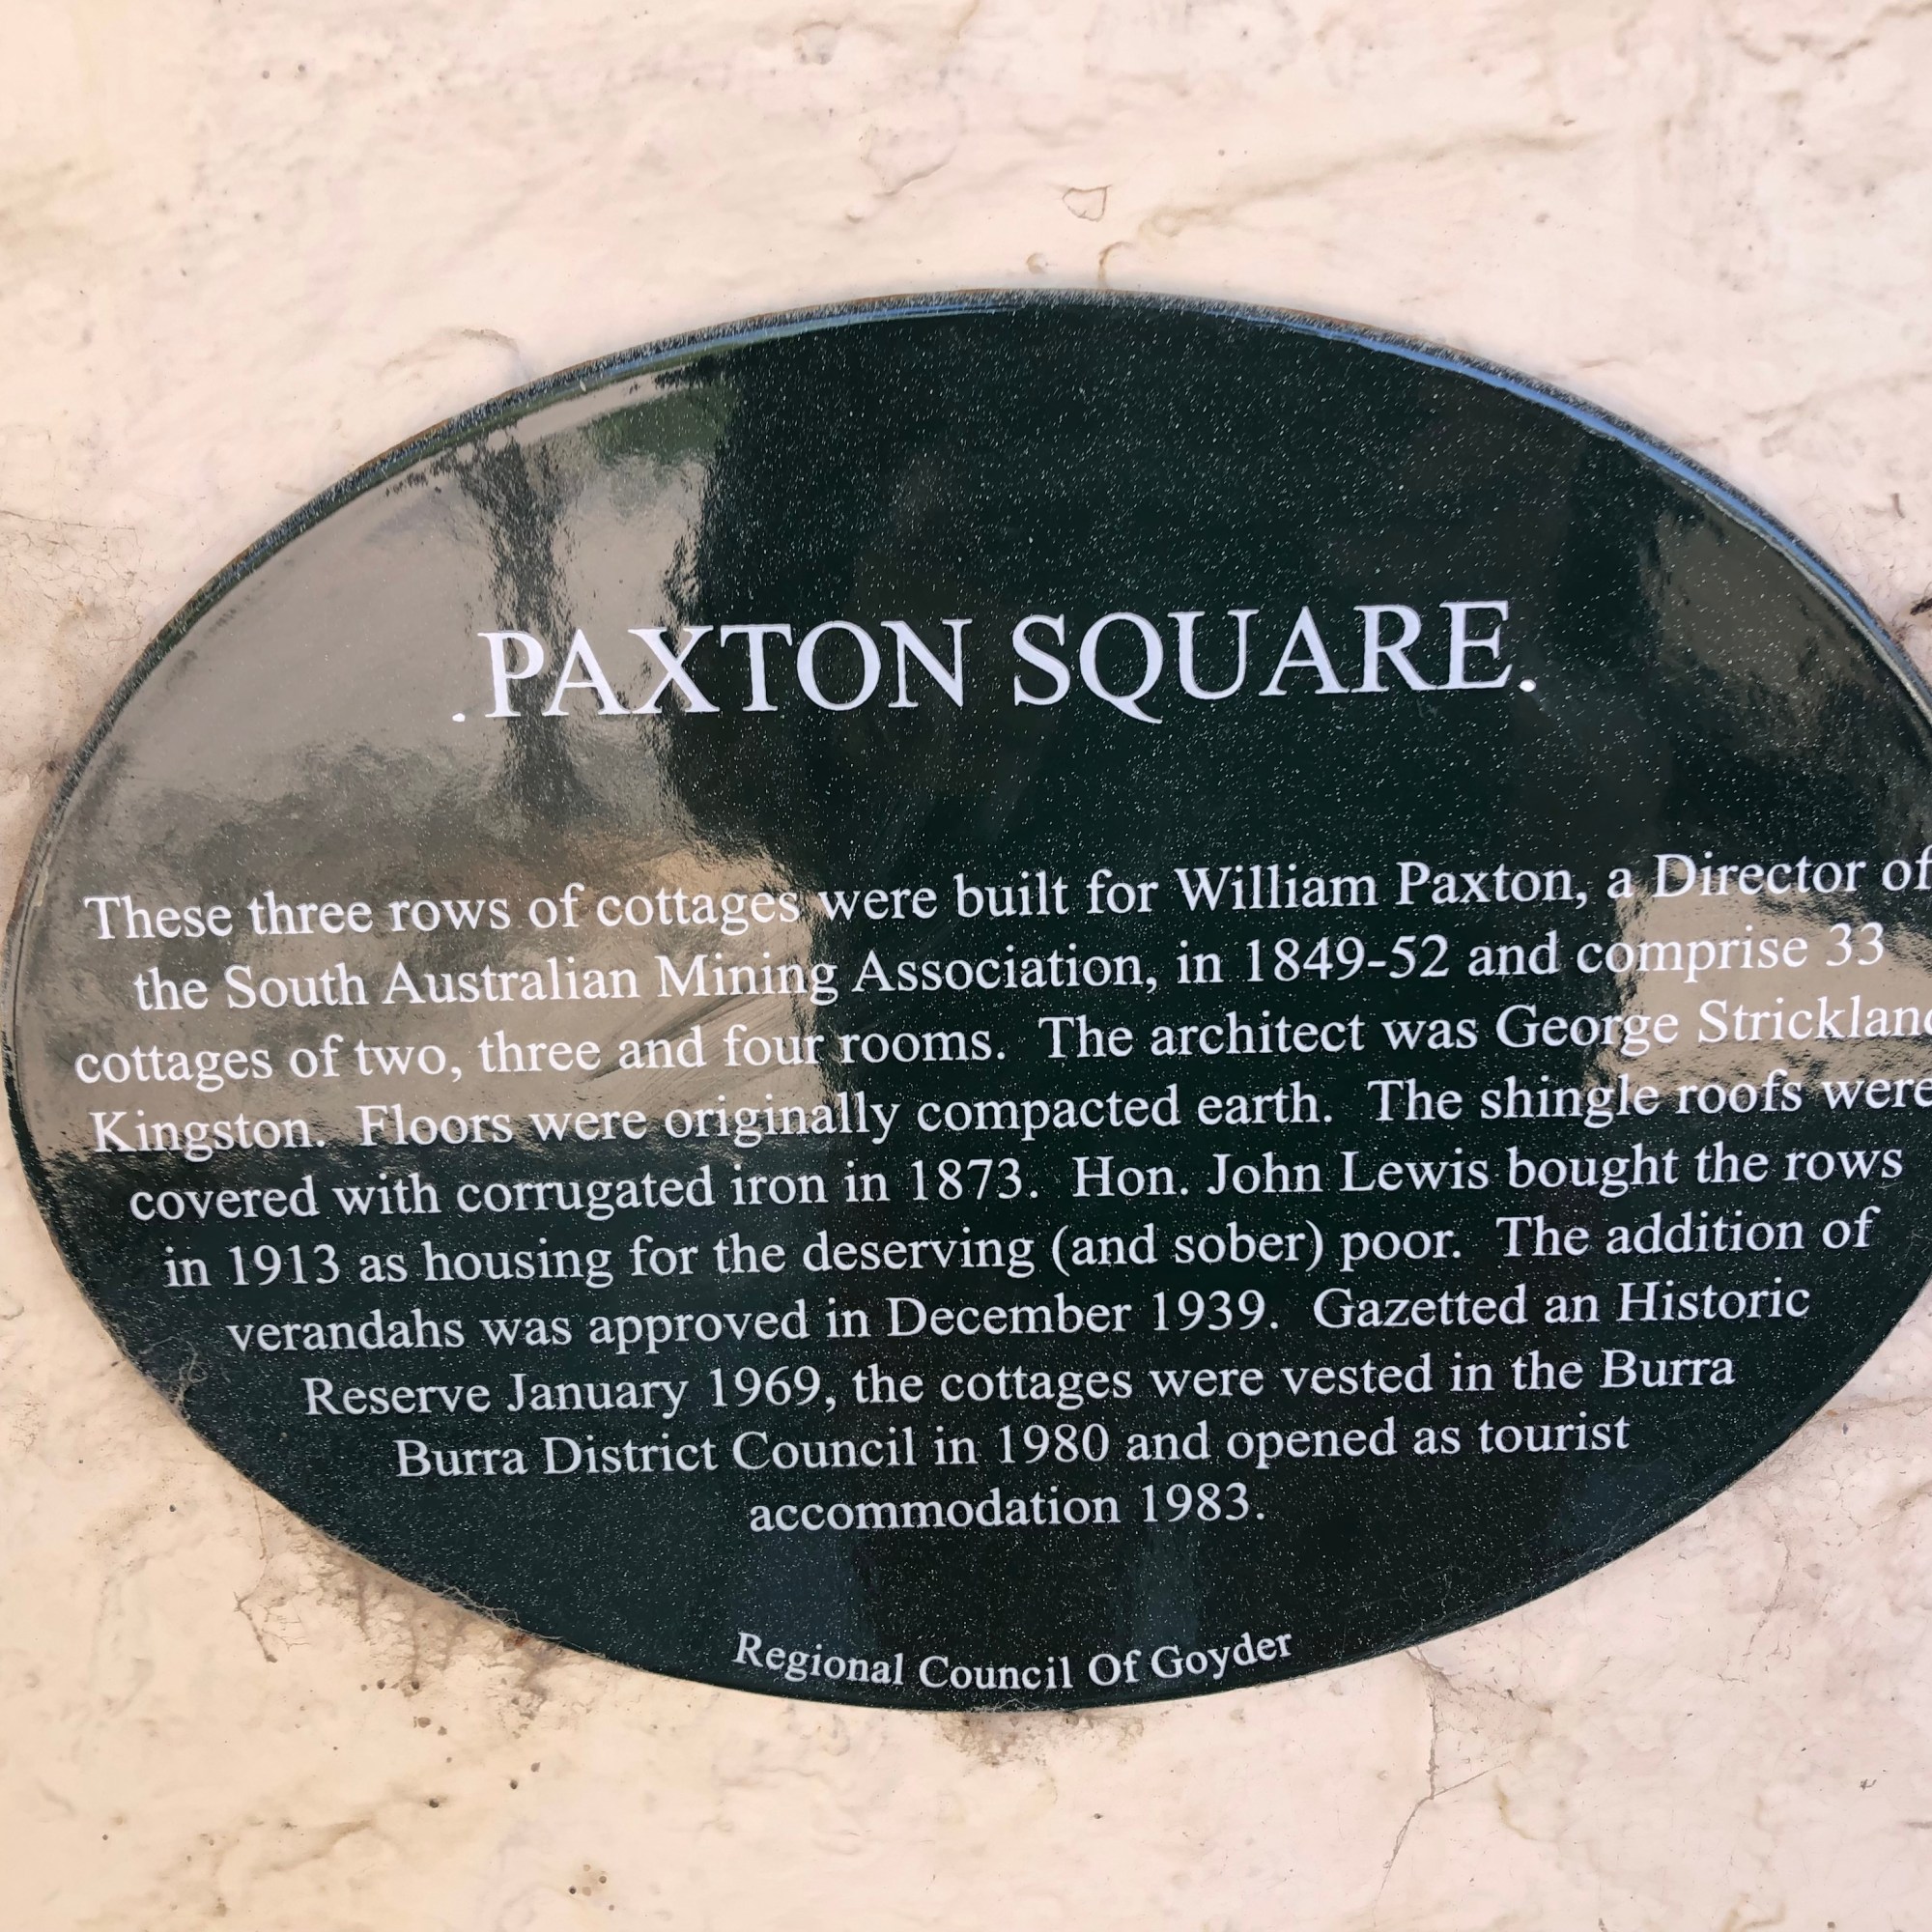 .PAXTON SQUARE.
These three rows of cottages were built for William Paxton, a Director of
the South Australian Mining Association, in 1849-52 and comprise 33
cottages of two, three and four rooms. The architect was George Strickland
Kingston. Floors were originally compacted earth. The shingle roofs were
covered with corrugated iron in 1873. Hon. John Lewis bought the rows
in 1913 as housing for the deserving (and sober) poor. The addition of
verandahs was approved in December 1939. Gazetted an Historic
Reserve January 1969, the cottages were vested in the Burra
Burra District Council in 1980 and opened as tourist
accommodation 1983.
Regional Council Of Goyder